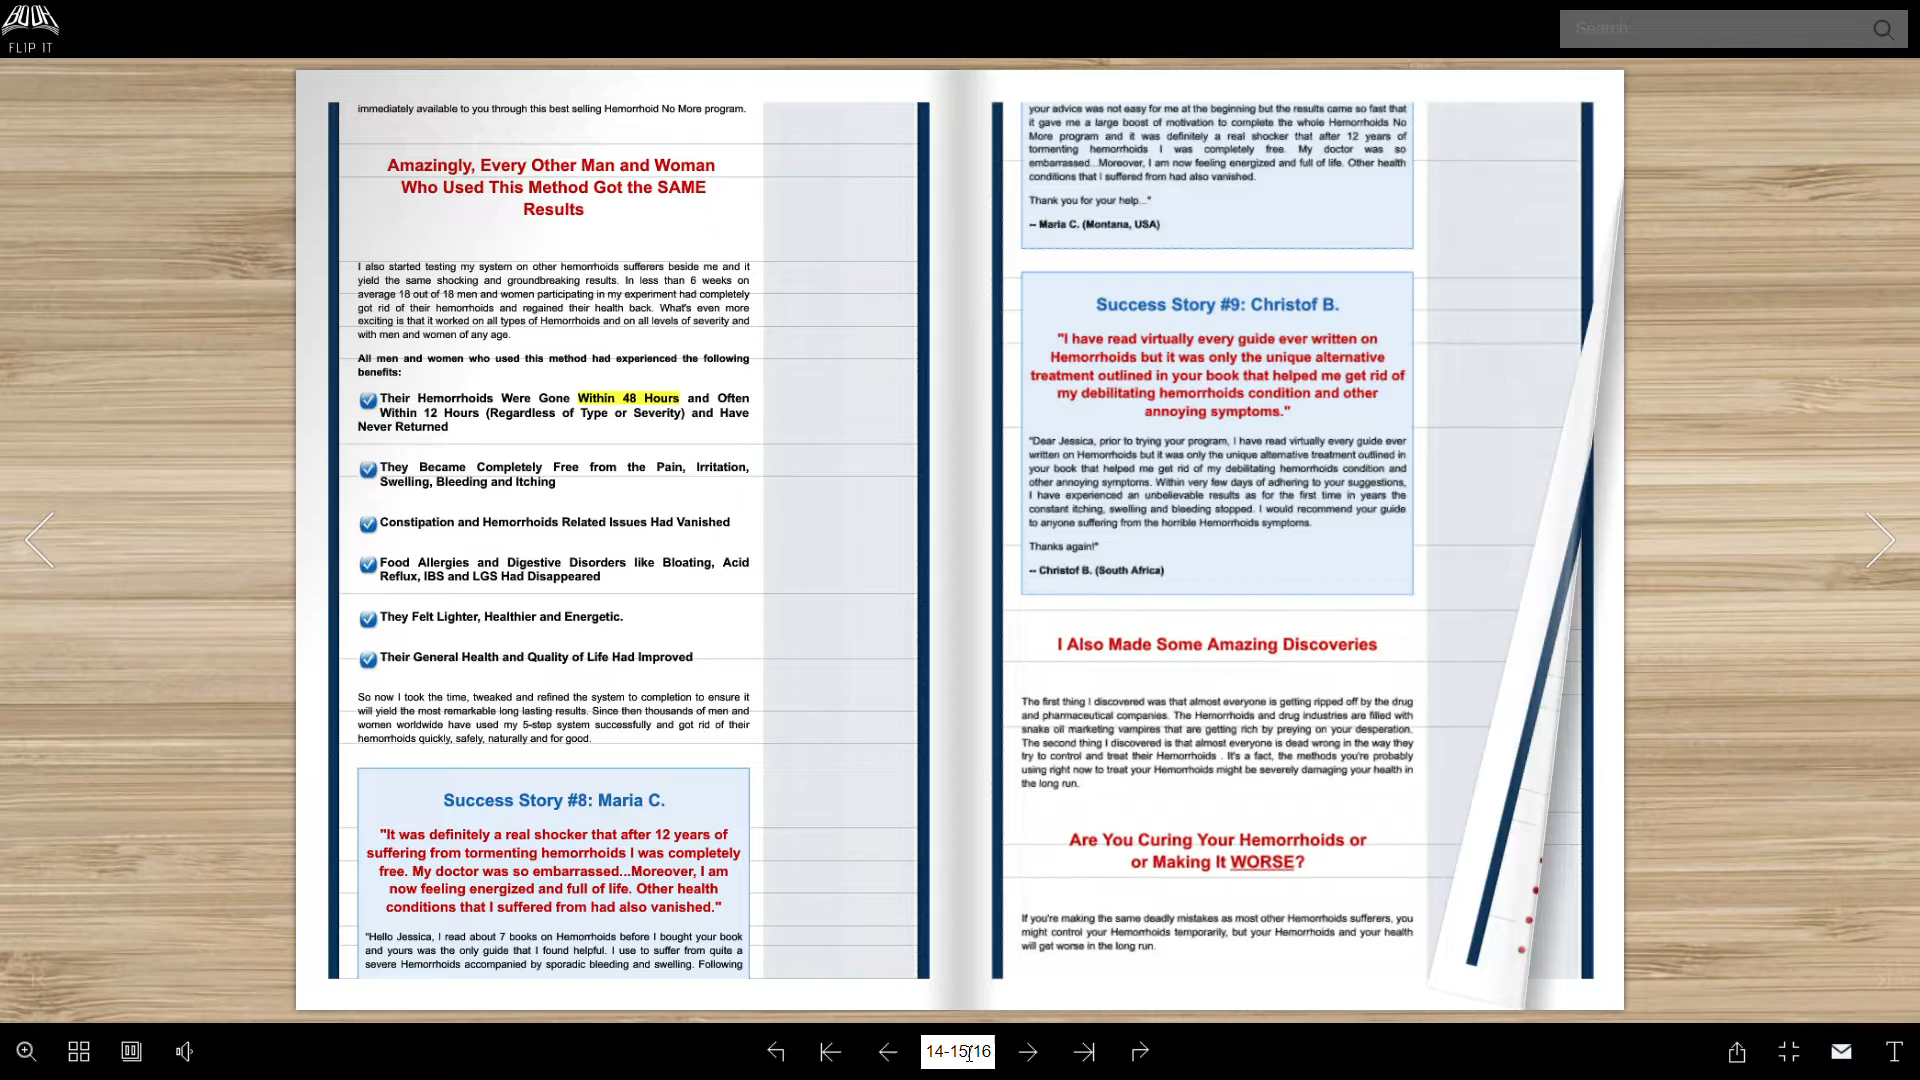 BOOK
FLIP IT
Search
immediately available to you through this best selling Hemorrhoid No More program.
Amazingly, Every Other Man and Woman
Who Used This Method Got the SAME
Results
I also started testing my system on other hemorrhoids sufferers beside me and it
yield the same shocking and groundbreaking results. In less than 6 weeks on
average 18 out of 18 men and women participating in my experiment had completely
got rid of their hemorrhoids and regained their health back. What's even more
exciting is that it worked on all types of Hemorrhoids and on all levels of severity and
with men and women of any age.
All men and women who used this method had experienced the following
benefits:
Their Hemorrhoids Were Gone Within 48 Hours and Often
Within 12 Hours (Regardless of Type or Severity) and Have
Never Returned
They Became Completely Free from the Pain, Irritation,
Swelling, Bleeding and Itching
Constipation and Hemorrhoids Related Issues Had Vanished
Food Allergies and Digestive Disorders like Bloating, Acid
Reflux, IBS and LGS Had Disappeared
They Felt Lighter, Healthier and Energetic.
Their General Health and Quality of Life Had Improved
So now I took the time, tweaked and refined the system to completion to ensure it
will yield the most remarkable long lasting results. Since then thousands of men and
women worldwide have used my 5-step system successfully and got rid of their
hemorrhoids quickly, safely, naturally and for good.
Success Story #8: Maria C.
"It was definitely a real shocker that after 12 years of
suffering from tormenting hemorrhoids I was completely
free. My doctor was so embarrassed...Moreover, I am
now feeling energized and full of life. Other health
conditions that I suffered from had also vanished."
"Hello Jessica, I read about 7 books on Hemorrhoids before I bought your book
and yours was the only guide that I found helpful. I use to suffer from quite a
severe Hemorrhoids accompanied by sporadic bleeding and swelling. Following
your advice was not easy for me at the beginning but the results came so fast that
it gave me a large boost of motivation to complete the whole Hemorrhoids No
More program and it was definitely a real shocker that after 12 years of
tormenting hemorrhoids I was completely free. My doctor was so
embarrassed...Moreover, I am now feeling energized and full of life. Other health
conditions that I suffered from had also vanished.
Thank you for your help..."
-- Maria C. (Montana, USA)
Success Story #9: Christof B.
"I have read virtually every guide ever written on
Hemorrhoids but it was only the unique alternative
treatment outlined in your book that helped me get rid of
my debilitating hemorrhoids condition and other
annoying symptoms."
"Dear Jessica, prior to trying your program, I have read virtually every guide ever
written on Hemorrhoids but it was only the unique alternative treatment outlined in
your book that helped me get rid of my debilitating hemorrhoids condition and
other annoying symptoms. Within very few days of adhering to your suggestions,
I have experienced an unbelievable results as for the first time in years the
constant itching, swelling and bleeding stopped. I would recommend your guide
to anyone suffering from the horrible Hemorrhoids symptoms.
Thanks again!"
-- Christof B. (South Africa)
I Also Made Some Amazing Discoveries
The first thing I discovered was that almost everyone is getting ripped off by the drug
and pharmaceutical companies. The Hemorrhoids and drug industries are filled with
snake oil marketing vampires that are getting rich by preying on your desperation.
The second thing I discovered is that almost everyone is dead wrong in the way they
try to control and treat their Hemorrhoids . It's a fact, the methods you're probably
using right now to treat your Hemorrhoids might be severely damaging your health in
the long run.
Are You Curing Your Hemorrhoids or
or Making It WORSE?
If you're making the same deadly mistakes as most other Hemorrhoids sufferers, you
might control your Hemorrhoids temporarily, but your Hemorrhoids and your health
will get worse in the long run.
14-15/16